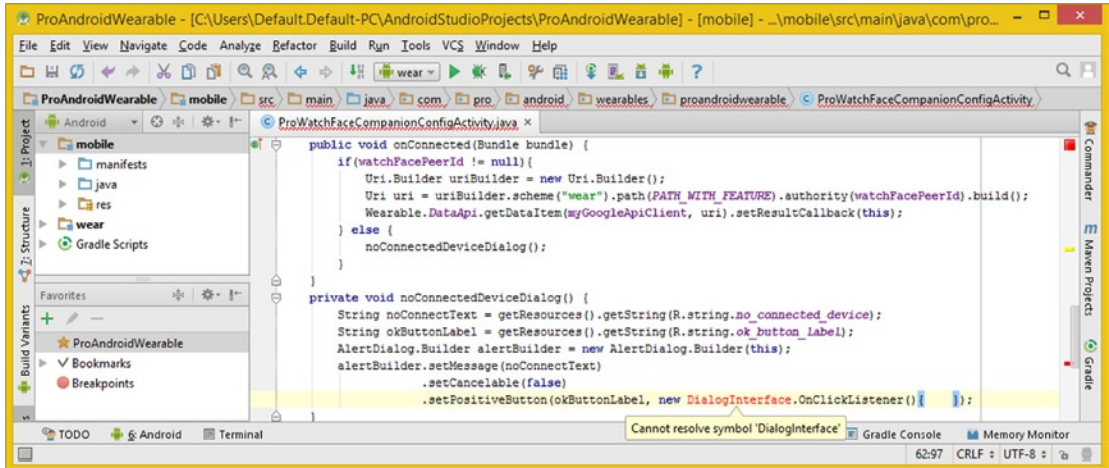 ProAndroidWearable - [C:\Users\Default.Default-PC\AndroidStudioProjects\ProAndroidWearable] - [mobile] - ...\mobile\src\main\java\com\pro...
File Edit View Navigate Code Analyze Refactor Build Run Tools VCS Window Help
wear
ProAndroidWearable mobile src main java com pro android wearables proandroidwearable ProWatchFaceCompanionConfigActivity
Android
ProWatchFaceCompanionConfigActivity.java
1: Project
7: Structure
Build Variants
mobile
manifests
java
res
wear
Gradle Scripts
Favorites
ProAndroidWearable
Bookmarks
Breakpoints
public void onConnected(Bundle bundle) {
if(watchFacePeerId != null){
Uri.Builder uriBuilder = new Uri.Builder();
Uri uri = uriBuilder.scheme("wear").path(PATH_WITH_FEATURE).authority(watchFacePeerId).build();
Wearable.DataApi.getDataItem(myGoogleApiClient, uri).setResultCallback(this);
} else {
noConnectedDeviceDialog();
}
}
private void noConnectedDeviceDialog() {
String noConnectText = getResources().getString(R.string.no_connected_device);
String okButtonLabel = getResources().getString(R.string.ok_button_label);
AlertDialog.Builder alertBuilder = new AlertDialog.Builder(this);
alertBuilder.setMessage(noConnectText)
.setCancelable(false)
.setPositiveButton(okButtonLabel, new DialogInterface.OnClickListener(){ });
}
Cannot resolve symbol 'DialogInterface'
Commander
Maven Projects
Gradle
TODO 6: Android Terminal Gradle Console Memory Monitor
62:97 CRLF UTF-8